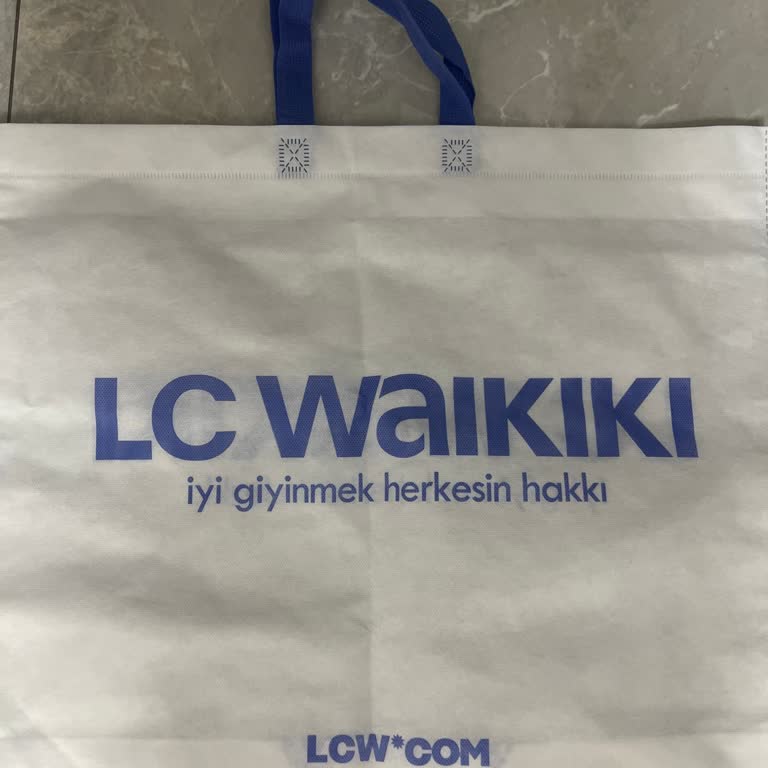 LC WAIKIKI
iyi giyinmek herkesin hakkı
LCW*COM